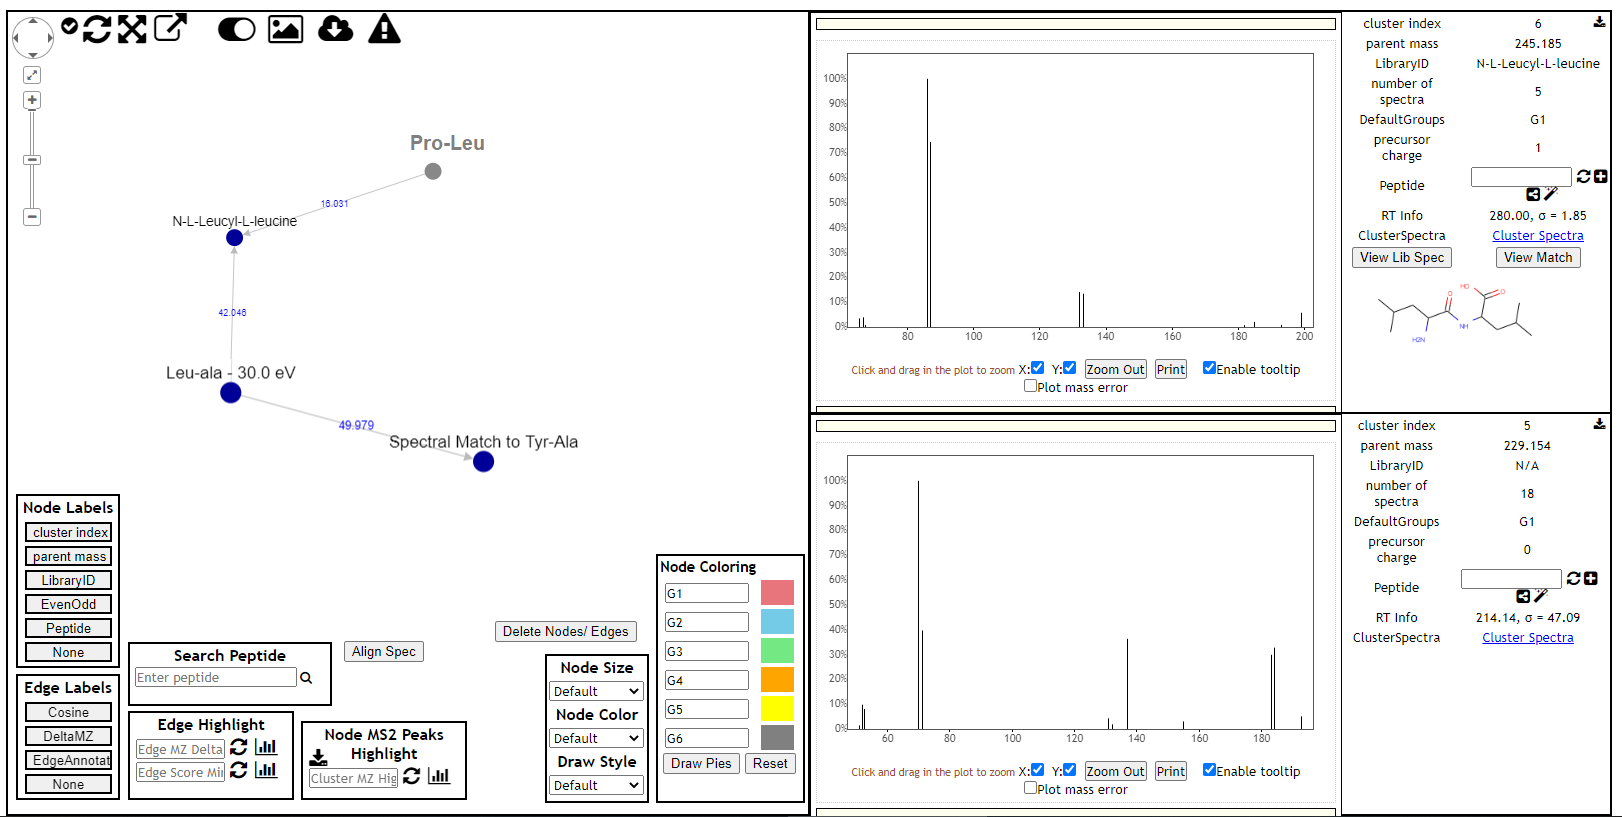 Pro-Leu
16.031
N-L-Leucyl-L-leucine
42.046
Leu-ala - 30.0 eV
49.979
Spectral Match to Tyr-Ala
Node Labels
cluster index
parent mass
LibraryID
EvenOdd
Peptide
None
Edge Labels
Cosine
DeltaMZ
EdgeAnnotat
None
Search Peptide
Enter peptide
Align Spec
Edge Highlight
Edge MZ Delta
Edge Score Mi
Node MS2 Peaks
Highlight
Cluster MZ Hig
Delete Nodes/ Edges
Node Size
Default
Node Color
Default
Draw Style
Default
Node Coloring
G1
G2
G3
G4
G5
G6
Draw Pies Reset
100%
90%
80%
70%
60%
50%
40%
30%
20%
10%
0%
80 100 120 140 160 180 200
Click and drag in the plot to zoom X: Y: Zoom Out Print Enable tooltip
Plot mass error
cluster index 6
parent mass 245.185
LibraryID N-L-Leucyl-L-leucine
number of
spectra 5
DefaultGroups G1
precursor
charge 1
Peptide
RT Info 280.00, σ = 1.85
ClusterSpectra Cluster Spectra
View Lib Spec View Match
HO
O
O
NH
H2N
100%
90%
80%
70%
60%
50%
40%
30%
20%
10%
0%
60 80 100 120 140 160 180
Click and drag in the plot to zoom X: Y: Zoom Out Print Enable tooltip
Plot mass error
cluster index 5
parent mass 229.154
LibraryID N/A
number of
spectra 18
DefaultGroups G1
precursor
charge 0
Peptide
RT Info 214.14, σ = 47.09
ClusterSpectra Cluster Spectra